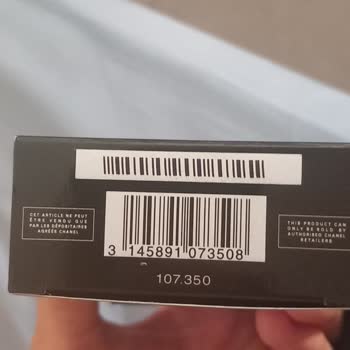 CET ARTICLE NE PEUT
ÊTRE VENDU QUE
PAR LES DÉPOSITAIRES
AGRÉÉS CHANEL
THIS PRODUCT CAN
ONLY BE SOLD BY
AUTHORISED CHANEL
RETAILERS
3 145891 073508
107.350